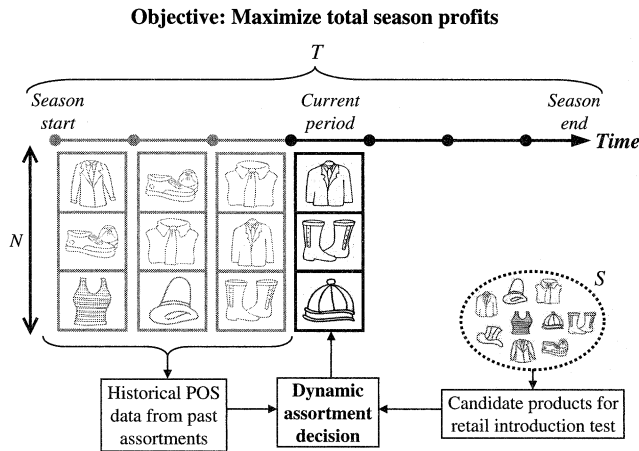 Objective: Maximize total season profits
T
Season
start
Current
period
Season
end
Time
N
S
Historical POS
data from past
assortments
Dynamic
assortment
decision
Candidate products for
retail introduction test